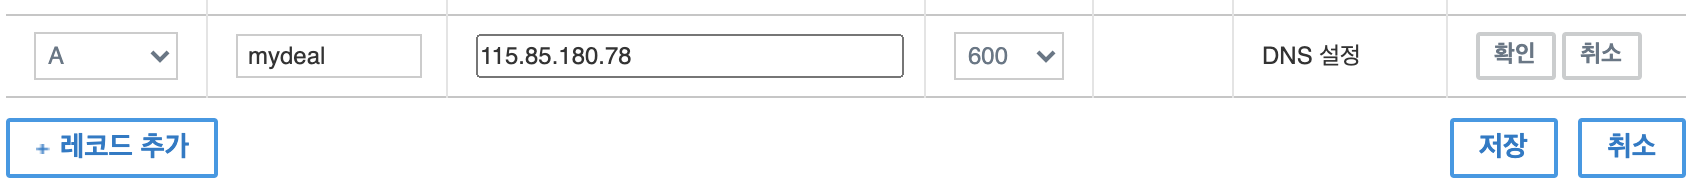 A mydeal 115.85.180.78 600 DNS 설정 확인 취소
+ 레코드 추가 저장 취소